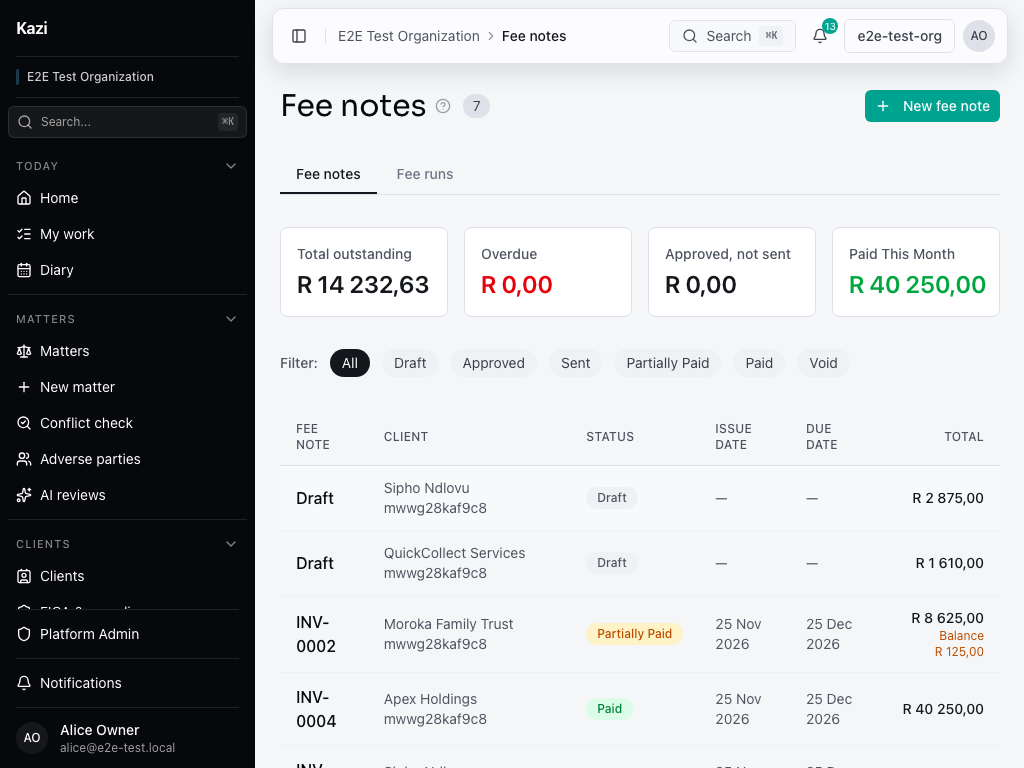 Kazi
E2E Test Organization
Search...
⌘K
TODAY
Home
My work
Diary
MATTERS
Matters
New matter
Conflict check
Adverse parties
AI reviews
CLIENTS
Clients
Platform Admin
Notifications
AO
Alice Owner
alice@e2e-test.local
E2E Test Organization
Fee notes
Search
⌘K
13
e2e-test-org
AO
Fee notes
7
New fee note
Fee notes
Fee runs
Total outstanding
R 14 232,63
Overdue
R 0,00
Approved, not sent
R 0,00
Paid This Month
R 40 250,00
Filter:
All
Draft
Approved
Sent
Partially Paid
Paid
Void
FEE NOTE
CLIENT
STATUS
ISSUE DATE
DUE DATE
TOTAL
Draft
Sipho Ndlovu
mwwg28kaf9c8
Draft
—
—
R 2 875,00
Draft
QuickCollect Services
mwwg28kaf9c8
Draft
—
—
R 1 610,00
INV-0002
Moroka Family Trust
mwwg28kaf9c8
Partially Paid
25 Nov 2026
25 Dec 2026
R 8 625,00
Balance
R 125,00
INV-0004
Apex Holdings
mwwg28kaf9c8
Paid
25 Nov 2026
25 Dec 2026
R 40 250,00